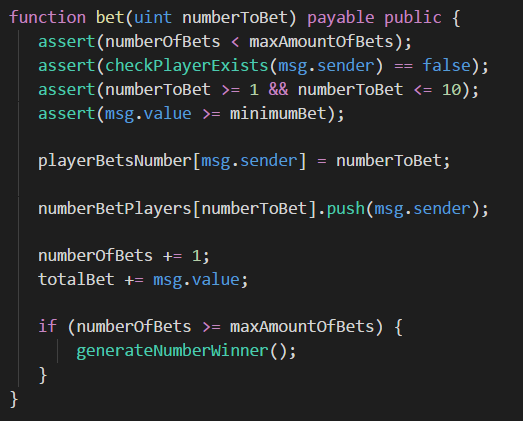 function bet(uint numberToBet) payable public {
assert(numberOfBets < maxAmountOfBets);
assert(checkPlayerExists(msg.sender) == false);
assert(numberToBet >= 1 && numberToBet <= 10);
assert(msg.value >= minimumBet);
playerBetsNumber[msg.sender] = numberToBet;
numberBetPlayers[numberToBet].push(msg.sender);
numberOfBets += 1;
totalBet += msg.value;
if (numberOfBets >= maxAmountOfBets) {
generateNumberWinner();
}
}